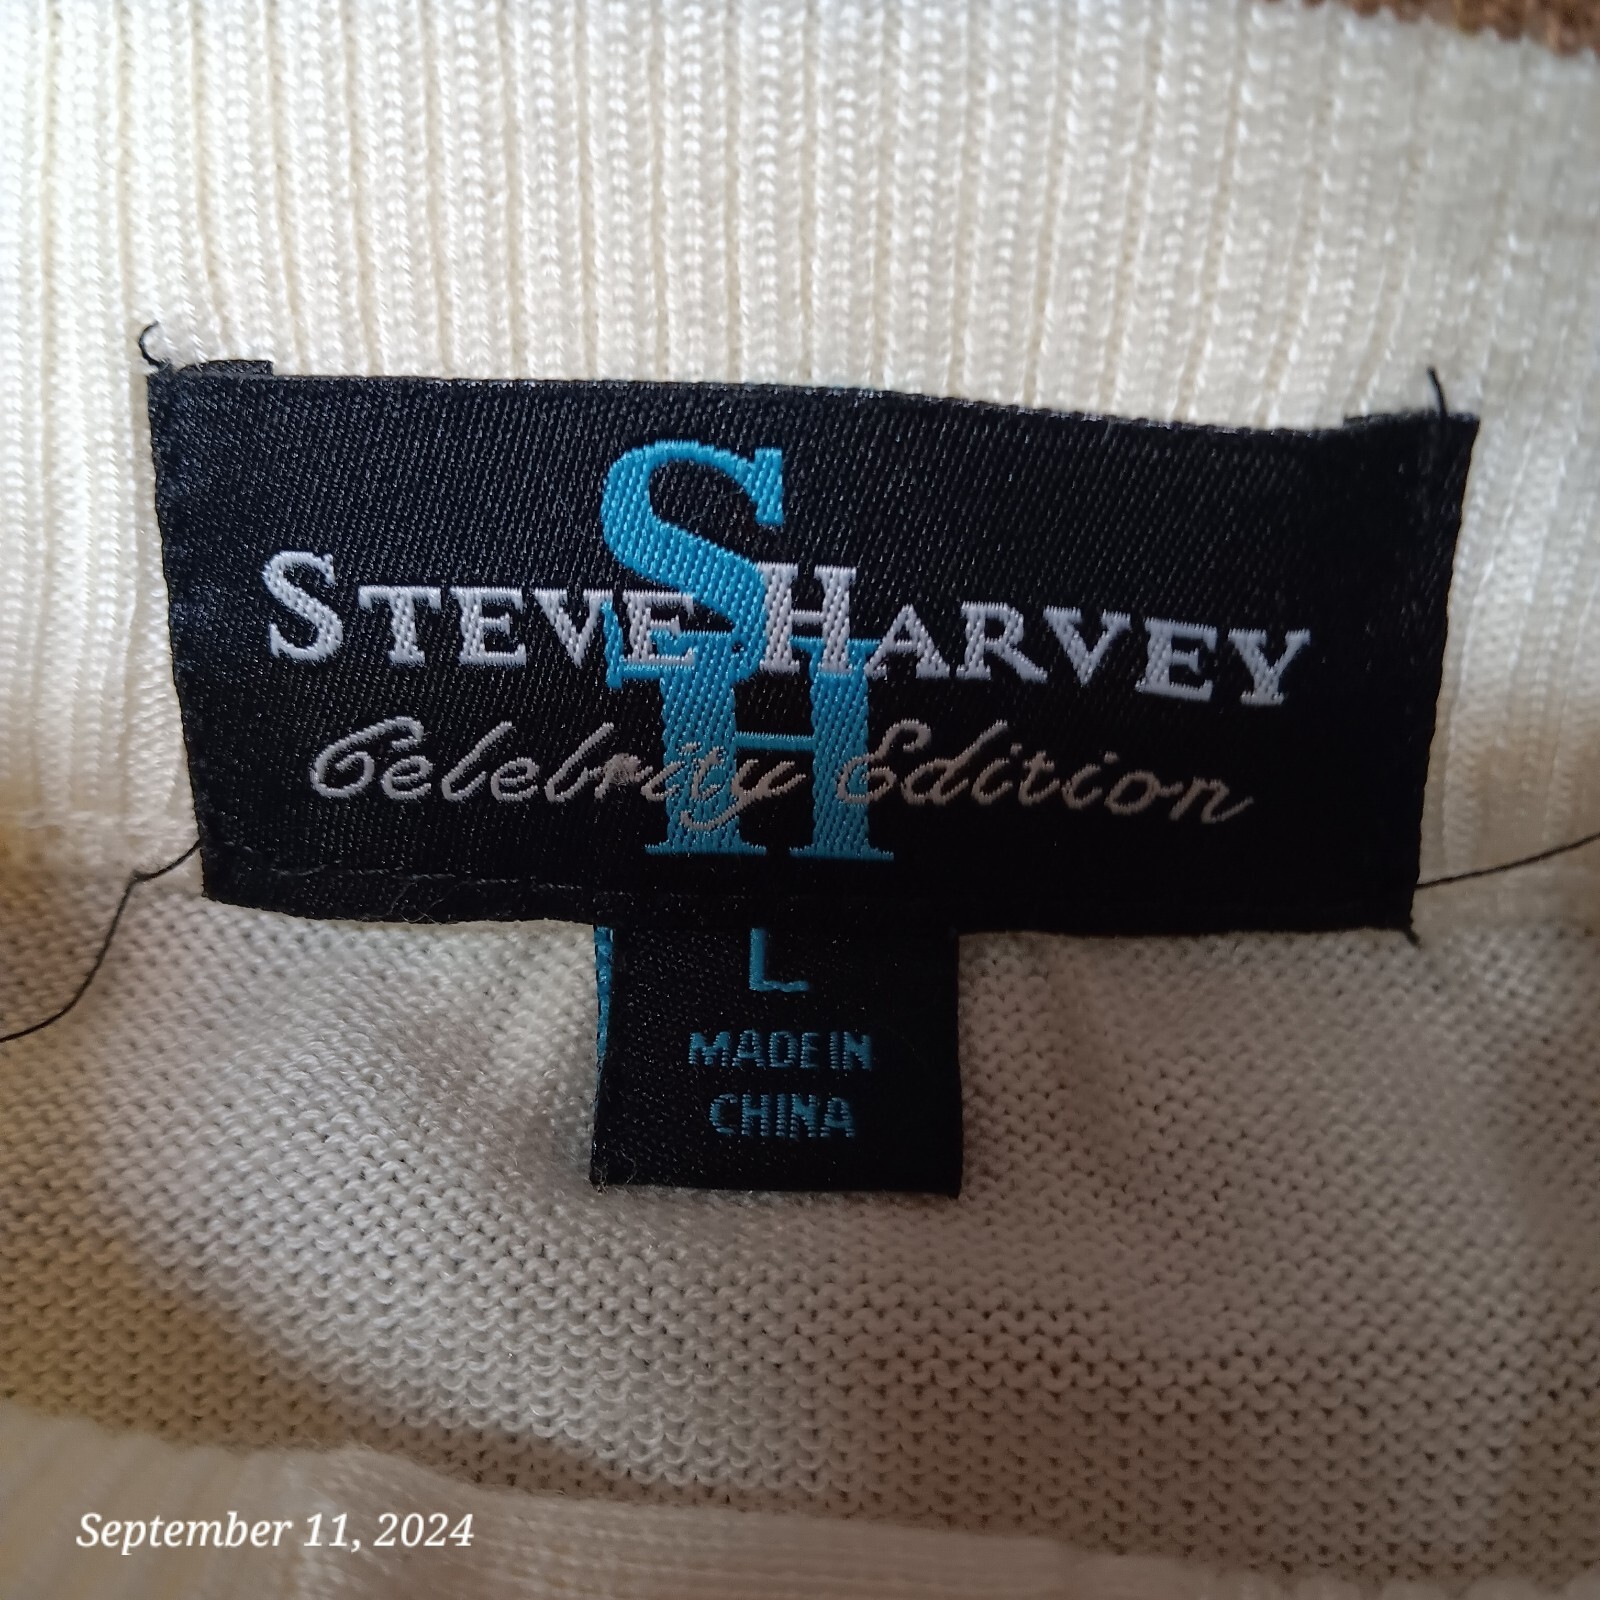 SH
STEVE HARVEY
Celebrity Edition
L
MADE IN
CHINA
September 11, 2024